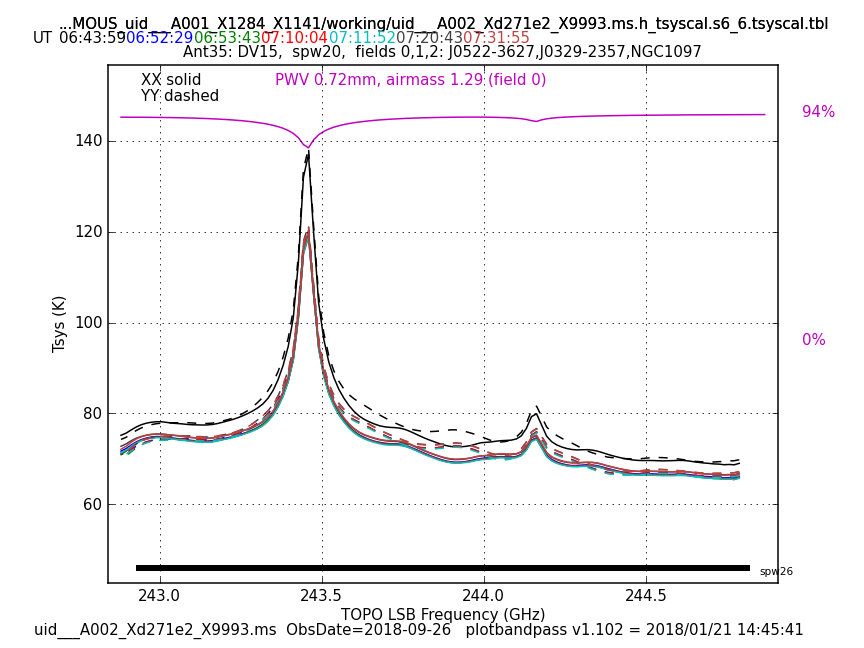 ...MOUS_uid___A001_X1284_X1141/working/uid___A002_Xd271e2_X9993.ms.h_tsyscal.s6_6.tsyscal.tbl
UT 06:43:59 06:52:29 06:53:43 07:10:04 07:11:52 07:20:43 07:31:55
Ant35: DV15, spw20, fields 0,1,2: J0522-3627,J0329-2357,NGC1097
XX solid PWV 0.72mm, airmass 1.29 (field 0)
YY dashed
94%
140
120
100
0%
80
60
Tsys (K)
spw26
243.0 243.5 244.0 244.5
TOPO LSB Frequency (GHz)
uid___A002_Xd271e2_X9993.ms ObsDate=2018-09-26 plotbandpass v1.102 = 2018/01/21 14:45:41